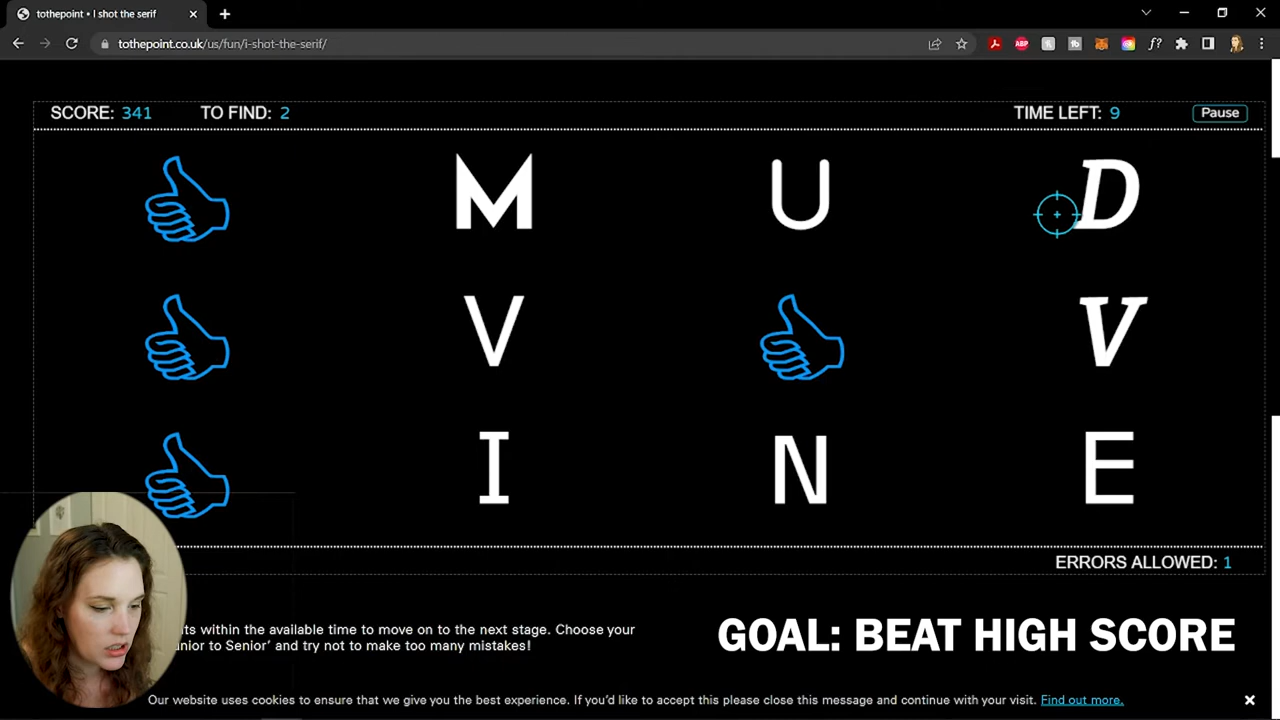 tothepoint • I shot the serif
tothepoint.co.uk/us/fun/i-shot-the-serif/
SCORE: 341 TO FIND: 2 TIME LEFT: 9 Pause
M U D
V V
I N E
ERRORS ALLOWED: 1
nts within the available time to move on to the next stage. Choose your
unior to Senior' and try not to make too many mistakes!
GOAL: BEAT HIGH SCORE
Our website uses cookies to ensure that we give you the best experience. If you'd like to accept this please close this message and continue with your visit. Find out more.